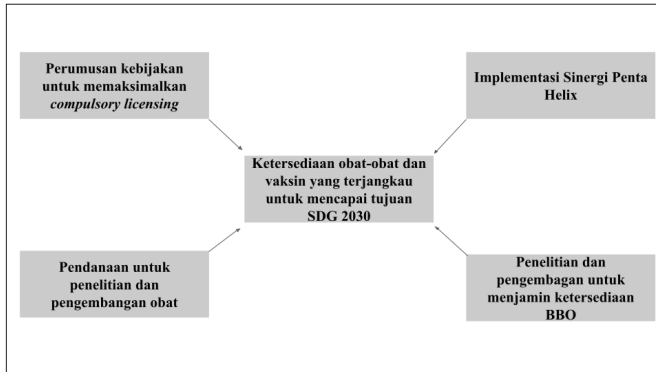 Perumusan kebijakan
untuk memaksimalkan
compulsory licensing
Implementasi Sinergi Penta
Helix
Ketersediaan obat-obat dan
vaksin yang terjangkau
untuk mencapai tujuan
SDG 2030
Pendanaan untuk
penelitian dan
pengembangan obat
Penelitian dan
pengembagan untuk
menjamin ketersediaan
BBO